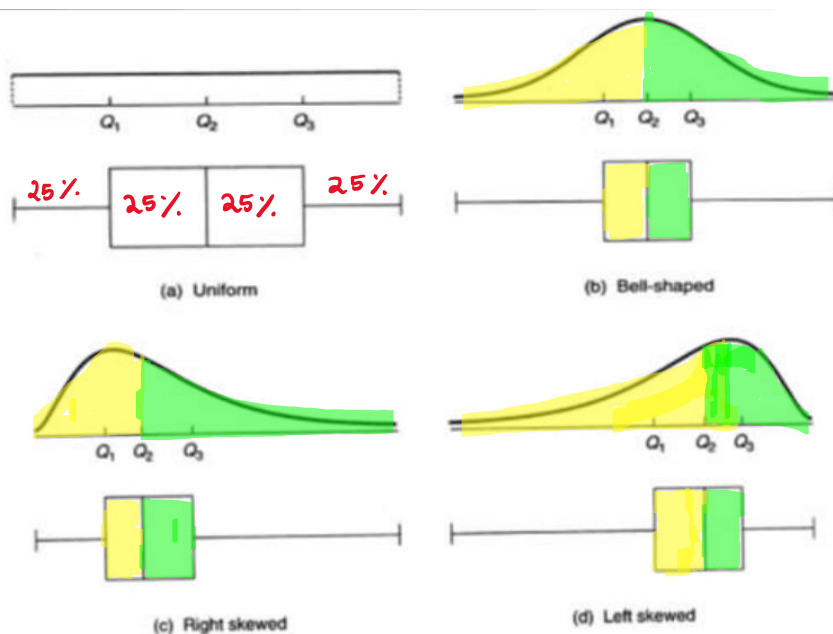 Q₁ Q₂ Q₃
25% 25% 25% 25%
(a) Uniform
Q₁ Q₂ Q₃
(b) Bell-shaped
Q₁ Q₂ Q₃
(c) Right skewed
Q₁ Q₂ Q₃
(d) Left skewed